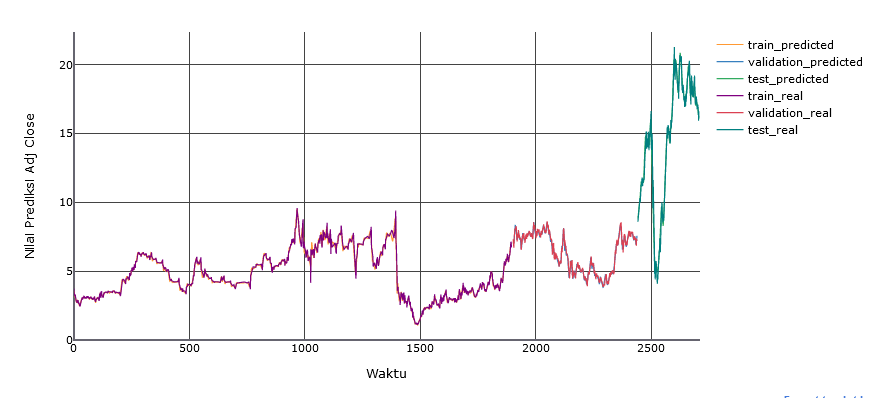 20
15
10
5
0
0
500
1000
1500
2000
2500
Nilai Prediksi Adj Close
Waktu
train_predicted
validation_predicted
test_predicted
train_real
validation_real
test_real